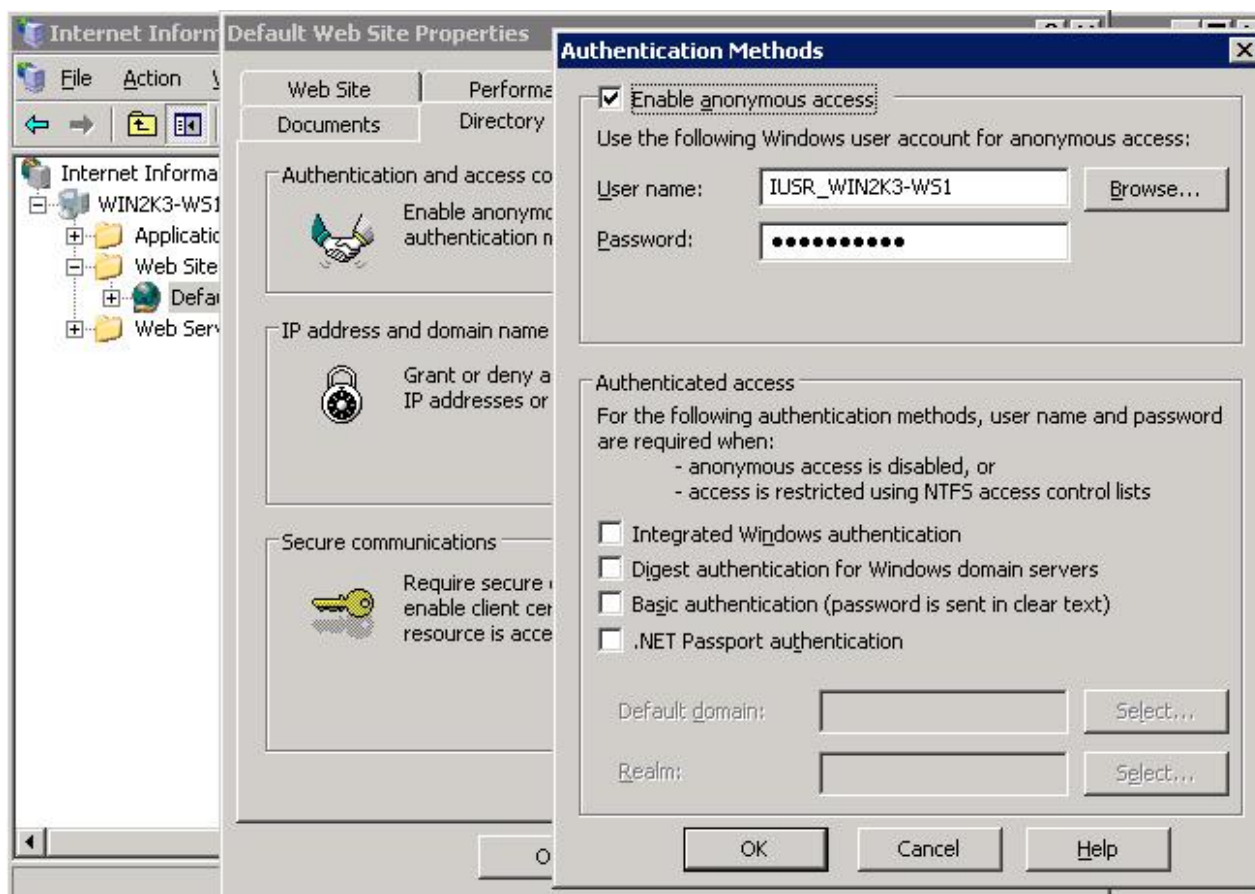 Internet Inform
File Action
Internet Informa
WIN2K3-WS1
Applicatic
Web Site
Defau
Web Serv
Default Web Site Properties
Web Site Performa
Documents Directory
Authentication and access co
Enable anonymo
authentication n
IP address and domain name
Grant or deny a
IP addresses or
Secure communications
Require secure
enable client cer
resource is acce
O
Authentication Methods
Enable anonymous access
Use the following Windows user account for anonymous access:
User name: IUSR_WIN2K3-WS1 Browse...
Password: ●●●●●●●●●●
Authenticated access
For the following authentication methods, user name and password
are required when:
- anonymous access is disabled, or
- access is restricted using NTFS access control lists
Integrated Windows authentication
Digest authentication for Windows domain servers
Basic authentication (password is sent in clear text)
.NET Passport authentication
Default domain: Select...
Realm: Select...
OK Cancel Help